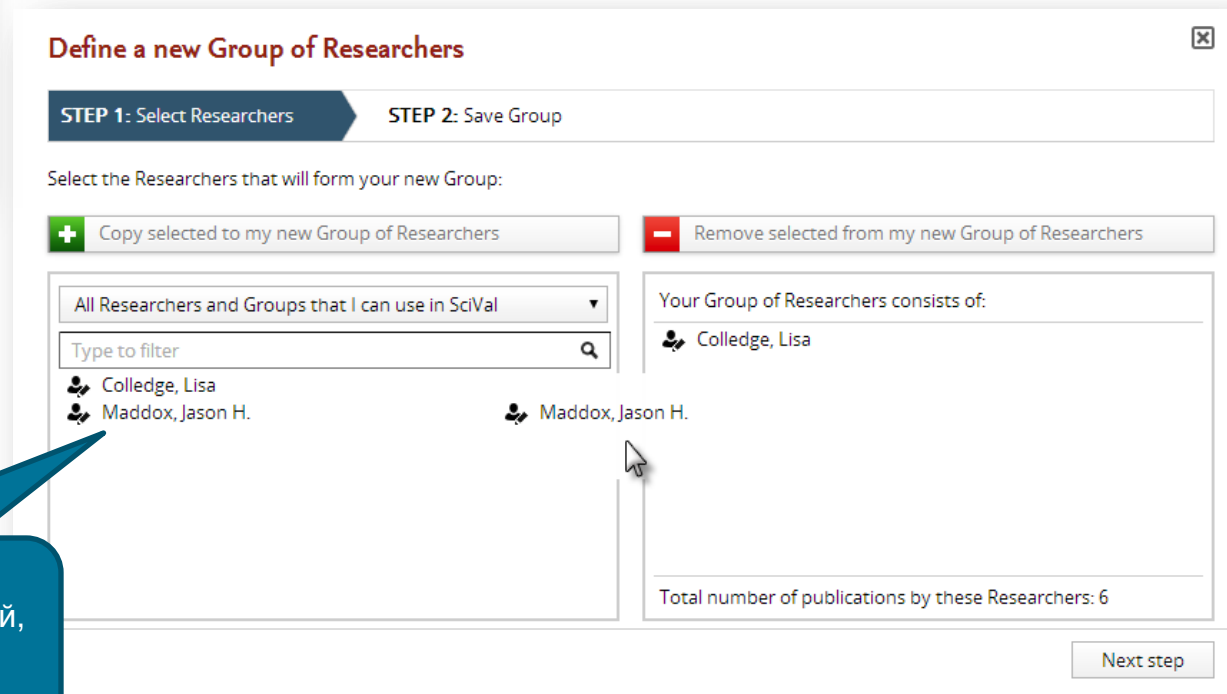 Define a new Group of Researchers
STEP 1: Select Researchers
STEP 2: Save Group
Select the Researchers that will form your new Group:
Copy selected to my new Group of Researchers
Remove selected from my new Group of Researchers
All Researchers and Groups that I can use in SciVal
Type to filter
Colledge, Lisa
Maddox, Jason H.
Maddox, Jason H.
Your Group of Researchers consists of:
Colledge, Lisa
Total number of publications by these Researchers: 6
Next step